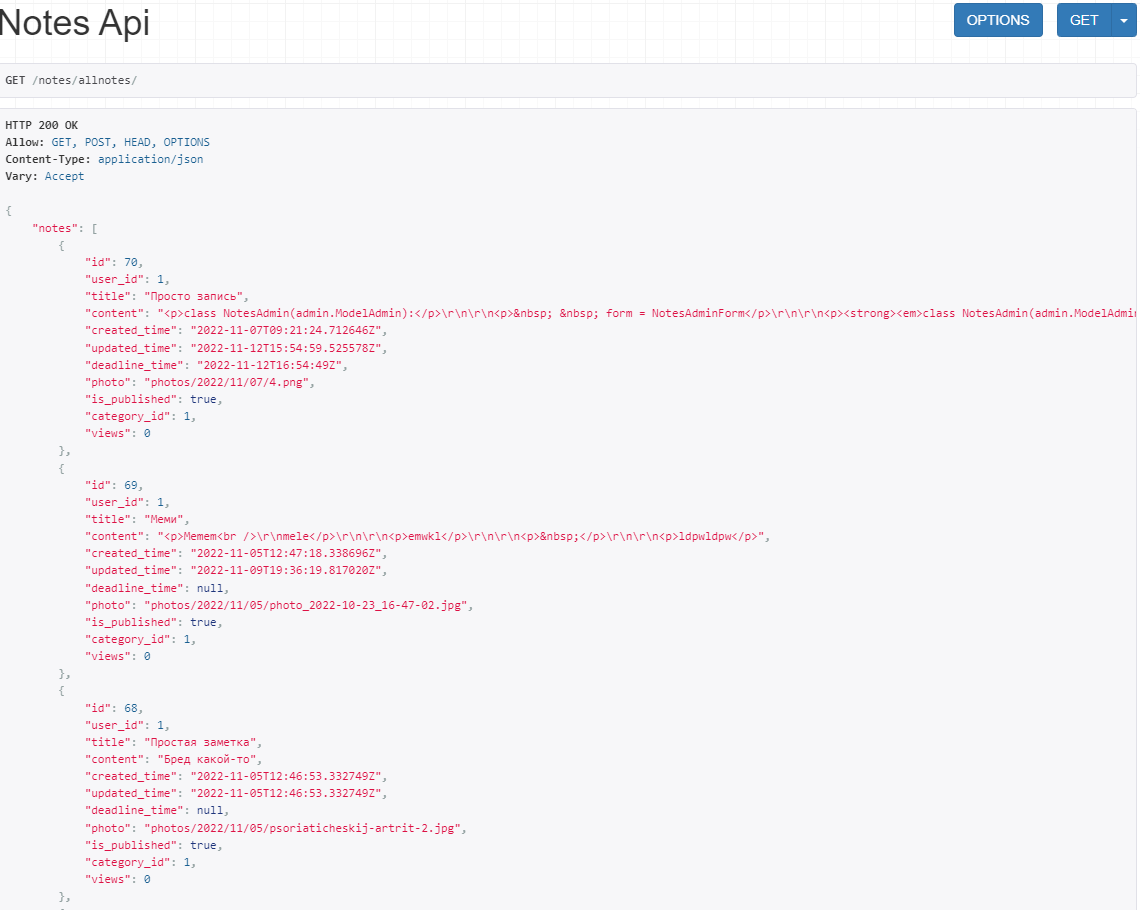 Notes Api
OPTIONS
GET
GET /notes/allnotes/
HTTP 200 OK
Allow: GET, POST, HEAD, OPTIONS
Content-Type: application/json
Vary: Accept
{
"notes": [
{
"id": 70,
"user_id": 1,
"title": "Просто запись",
"content": "<p>class NotesAdmin(admin.ModelAdmin):</p>\r\n\r\n<p>&nbsp; &nbsp; form = NotesAdminForm</p>\r\n\r\n<p><strong><em>class NotesAdmin(admin.ModelAdmi
"created_time": "2022-11-07T09:21:24.712646Z",
"updated_time": "2022-11-12T15:54:59.525578Z",
"deadline_time": "2022-11-12T16:54:49Z",
"photo": "photos/2022/11/07/4.png",
"is_published": true,
"category_id": 1,
"views": 0
},
{
"id": 69,
"user_id": 1,
"title": "Меми",
"content": "<p>Memem<br />\r\nmele</p>\r\n\r\n<p>emwkl</p>\r\n\r\n<p>&nbsp;</p>\r\n\r\n<p>ldpwldpw</p>",
"created_time": "2022-11-05T12:47:18.338696Z",
"updated_time": "2022-11-09T19:36:19.817020Z",
"deadline_time": null,
"photo": "photos/2022/11/05/photo_2022-10-23_16-47-02.jpg",
"is_published": true,
"category_id": 1,
"views": 0
},
{
"id": 68,
"user_id": 1,
"title": "Простая заметка",
"content": "Бред какой-то",
"created_time": "2022-11-05T12:46:53.332749Z",
"updated_time": "2022-11-05T12:46:53.332749Z",
"deadline_time": null,
"photo": "photos/2022/11/05/psoriaticheskij-artrit-2.jpg",
"is_published": true,
"category_id": 1,
"views": 0
},